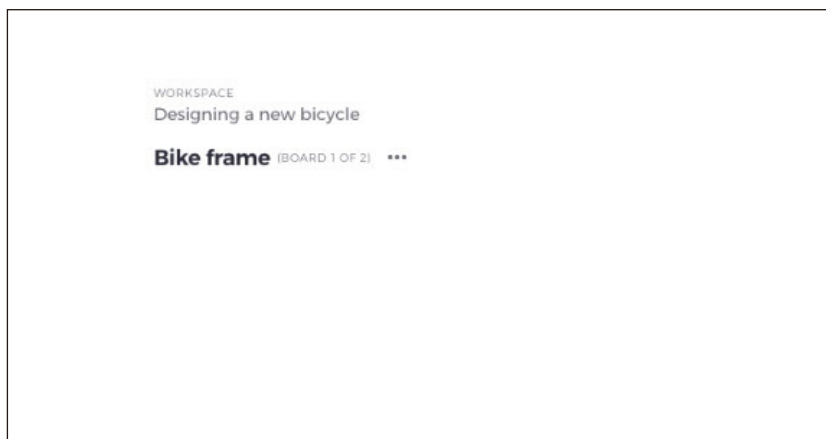 WORKSPACE
Designing a new bicycle
Bike frame (BOARD 1 OF 2) •••